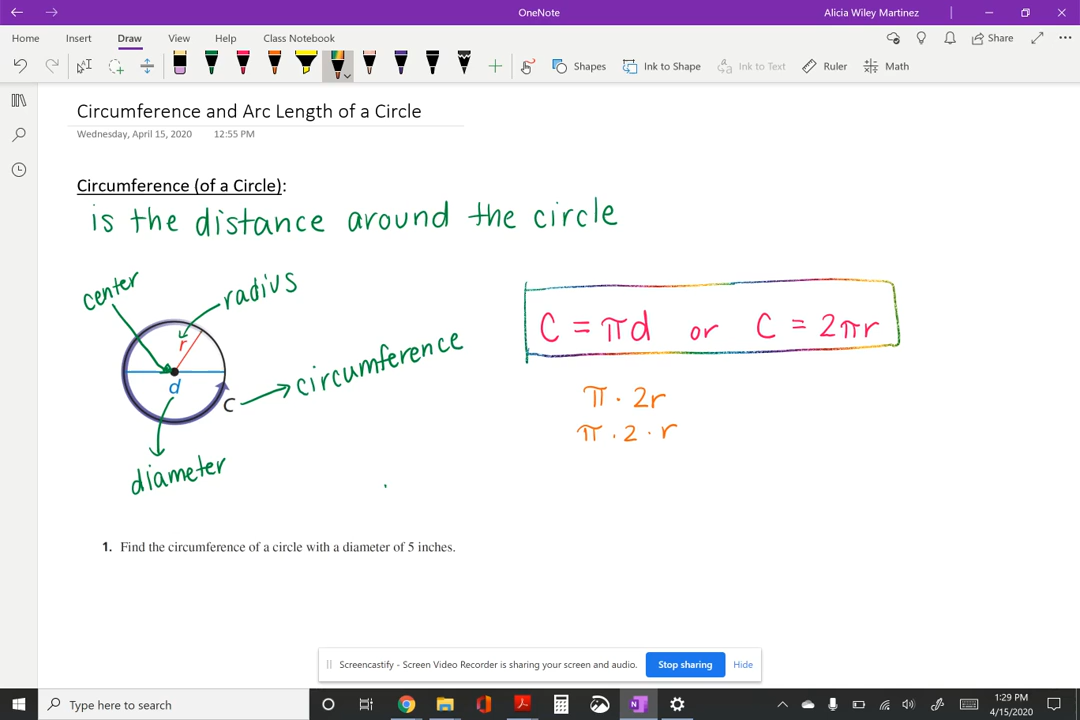 OneNote
Alicia Wiley Martinez
Home Insert Draw View Help Class Notebook
Share
Shapes Ink to Shape Ink to Text Ruler Math
Circumference and Arc Length of a Circle
Wednesday, April 15, 2020 12:55 PM
Circumference (of a Circle):
is the distance around the circle
center
radius
r
d
C
circumference
diameter
C = πd or C = 2πr
π · 2r
π · 2 · r
1. Find the circumference of a circle with a diameter of 5 inches.
Screencastify - Screen Video Recorder is sharing your screen and audio. Stop sharing Hide
Type here to search
1:29 PM
4/15/2020